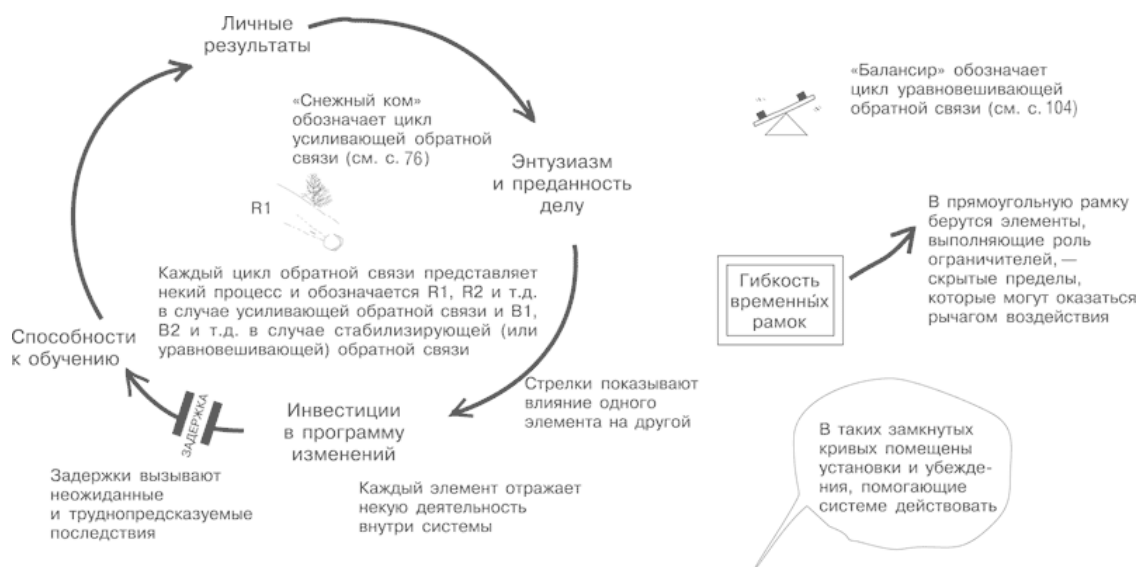 Личные
результаты
«Снежный ком»
обозначает цикл
усиливающей обратной
связи (см. с. 76)
R1
Энтузиазм
и преданность
делу
Каждый цикл обратной связи представляет
некий процесс и обозначается R1, R2 и т.д.
в случае усиливающей обратной связи и B1,
B2 и т.д. в случае стабилизирующей (или
уравновешивающей) обратной связи
Способности
к обучению
ЗАДЕРЖКА
Инвестиции
в программу
изменений
Стрелки показывают
влияние одного
элемента на другой
Задержки вызывают
неожиданные
и труднопредсказуемые
последствия
Каждый элемент отражает
некую деятельность
внутри системы
«Балансир» обозначает
цикл уравновешивающей
обратной связи (см. с. 104)
Гибкость
временны́х
рамок
В прямоугольную рамку
берутся элементы,
выполняющие роль
ограничителей, —
скрытые пределы,
которые могут оказаться
рычагом воздействия
В таких замкнутых
кривых помещены
установки и убежде-
ния, помогающие
системе действовать